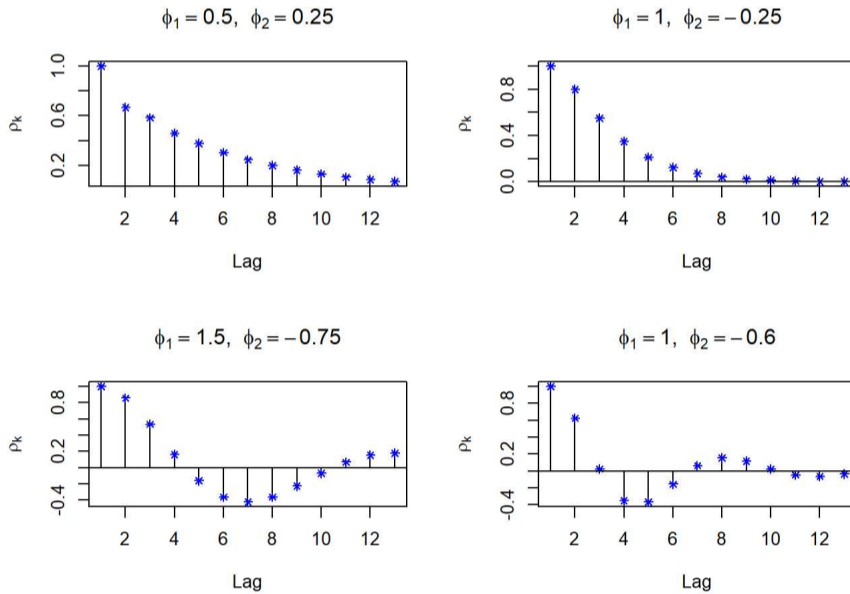 ϕ₁ = 0.5, ϕ₂ = 0.25
ρₖ
0.2 0.6 1.0
2 4 6 8 10 12
Lag
ϕ₁ = 1, ϕ₂ = −0.25
ρₖ
0.0 0.4 0.8
2 4 6 8 10 12
Lag
ϕ₁ = 1.5, ϕ₂ = −0.75
ρₖ
-0.4 0.2 0.8
2 4 6 8 10 12
Lag
ϕ₁ = 1, ϕ₂ = −0.6
ρₖ
-0.4 0.2 0.8
2 4 6 8 10 12
Lag